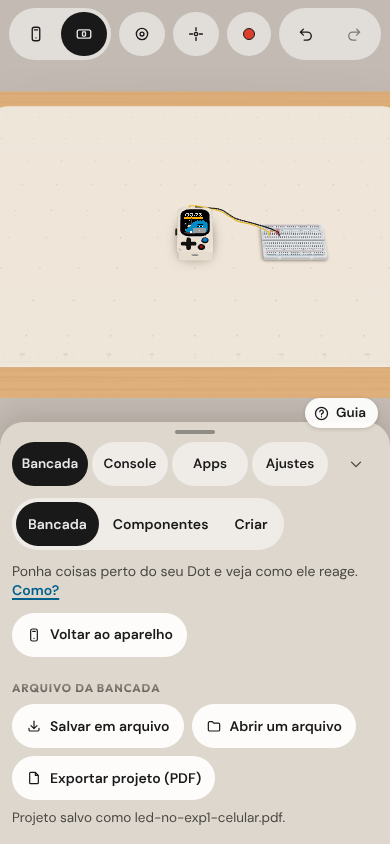 Guia
Bancada
Console
Apps
Ajustes
Bancada
Componentes
Criar
Ponha coisas perto do seu Dot e veja como ele reage.
Como?
Voltar ao aparelho
ARQUIVO DA BANCADA
Salvar em arquivo
Abrir um arquivo
Exportar projeto (PDF)
Projeto salvo como led-no-exp1-celular.pdf.